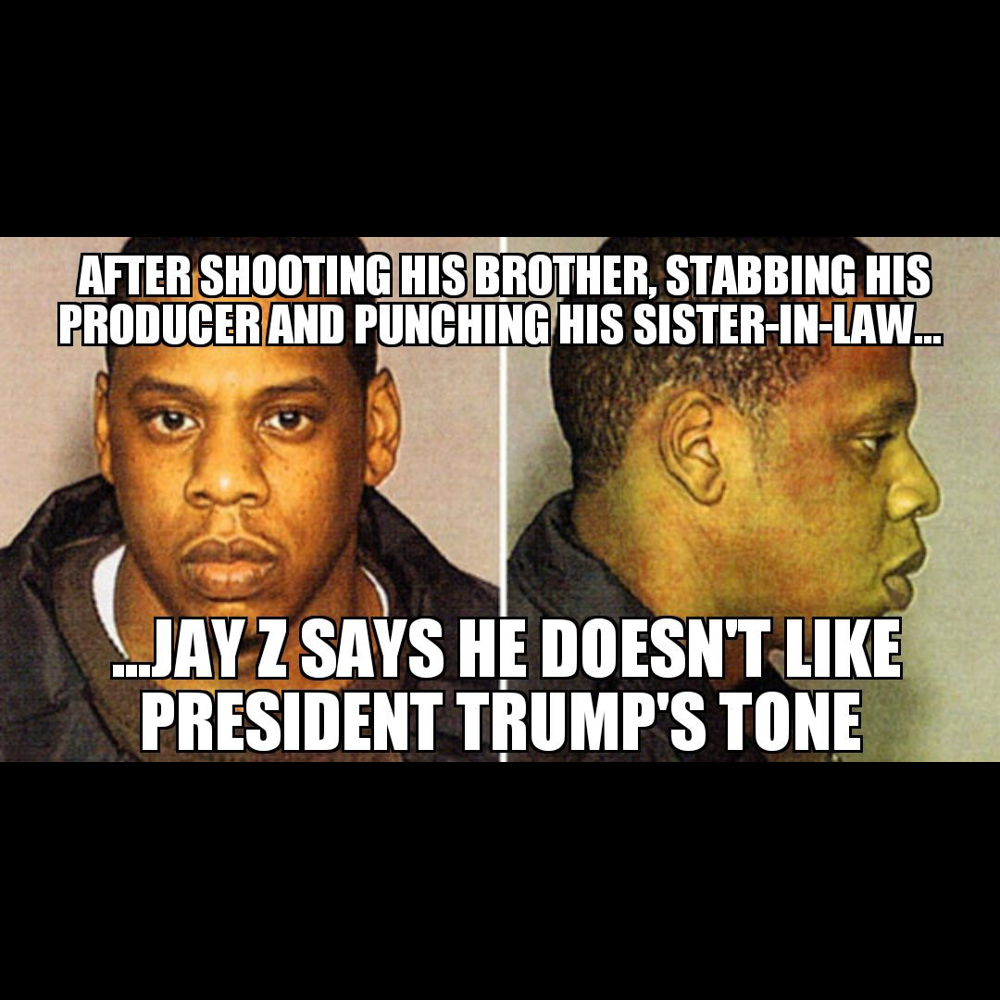 AFTER SHOOTING HIS BROTHER, STABBING HIS
PRODUCER AND PUNCHING HIS SISTER-IN-LAW...
...JAY Z SAYS HE DOESN'T LIKE
PRESIDENT TRUMP'S TONE